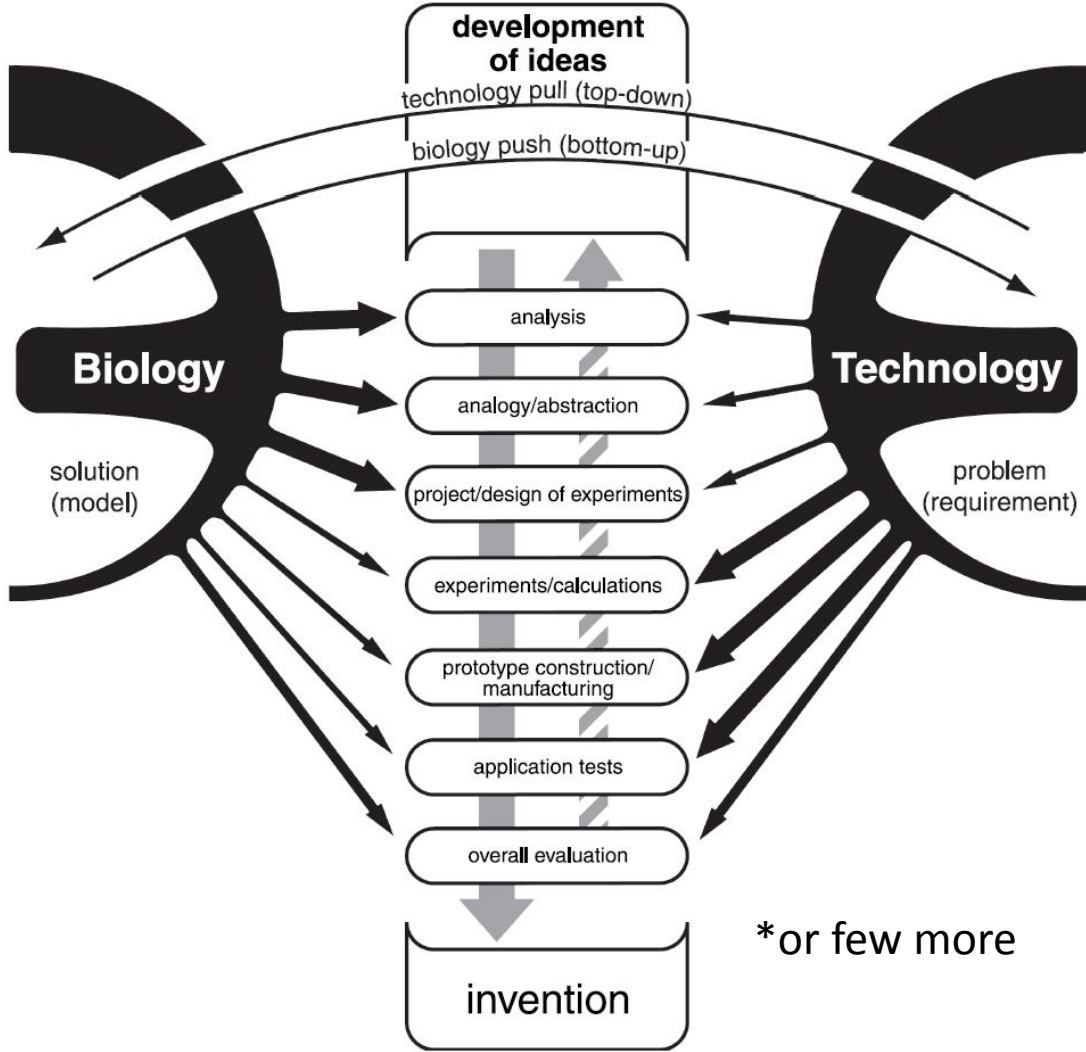 development
of ideas
technology pull (top-down)
biology push (bottom-up)
analysis
Biology
Technology
analogy/abstraction
solution
(model)
problem
(requirement)
project/design of experiments
experiments/calculations
prototype construction/
manufacturing
application tests
overall evaluation
*or few more
invention